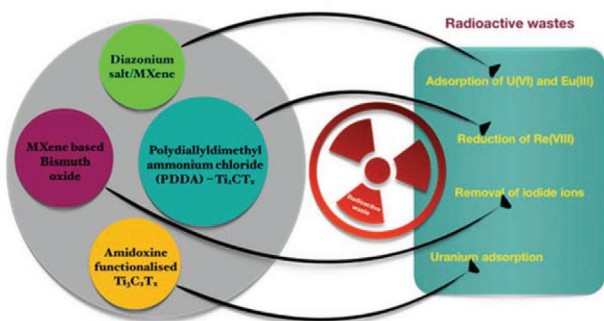 Radioactive wastes
Diazonium
salt/MXene
MXene based
Bismuth
oxide
Polydiallyldimethyl
ammonium chloride
(PDDA) – Ti₃CTₓ
Amidoxine
functionalised
Ti₃C₂Tₓ
Radioactive
waste
Adsorption of U(VI) and Eu(III)
Reduction of Re(VIII)
Removal of iodide ions
Uranium adsorption